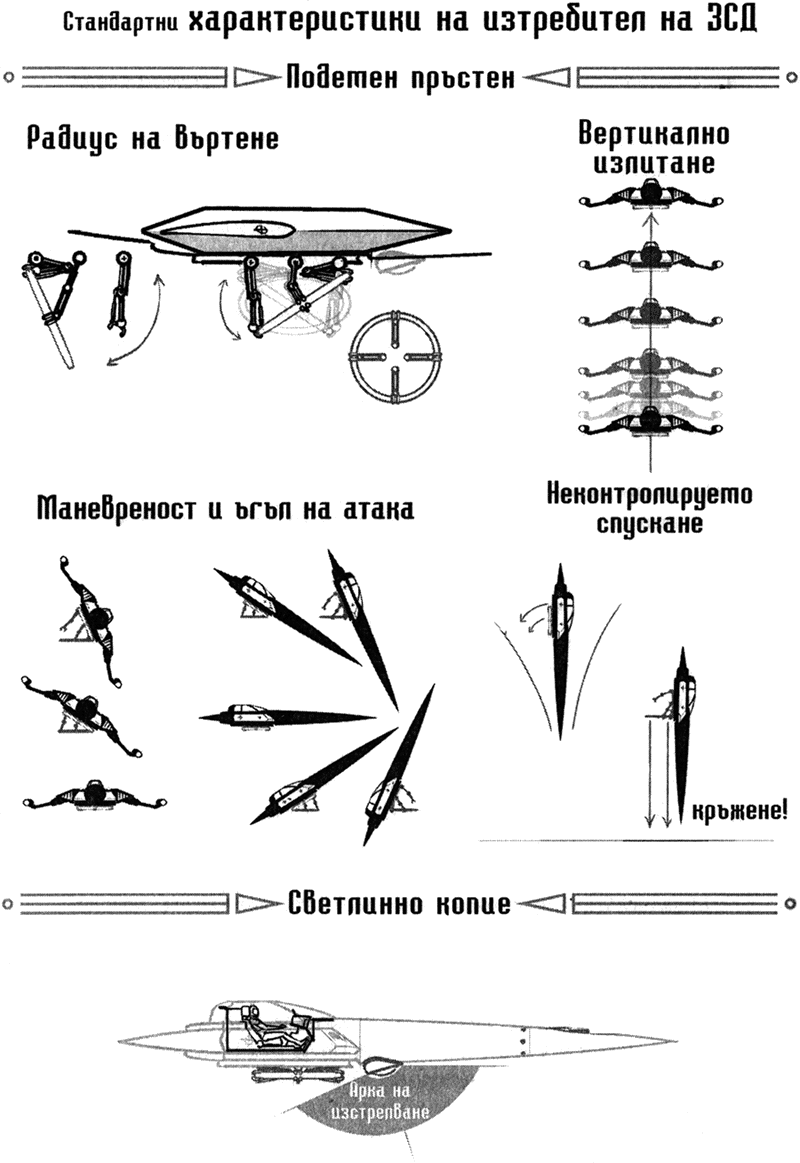 Стандартни характеристики на изтребител на ЗСД
Подемен пръстен
Радиус на въртене
Вертикално
излитане
Маневреност и ъгъл на атака
Неконтролируемо
спускане
кръжене!
Светлинно копие
Арка на
изстрелване